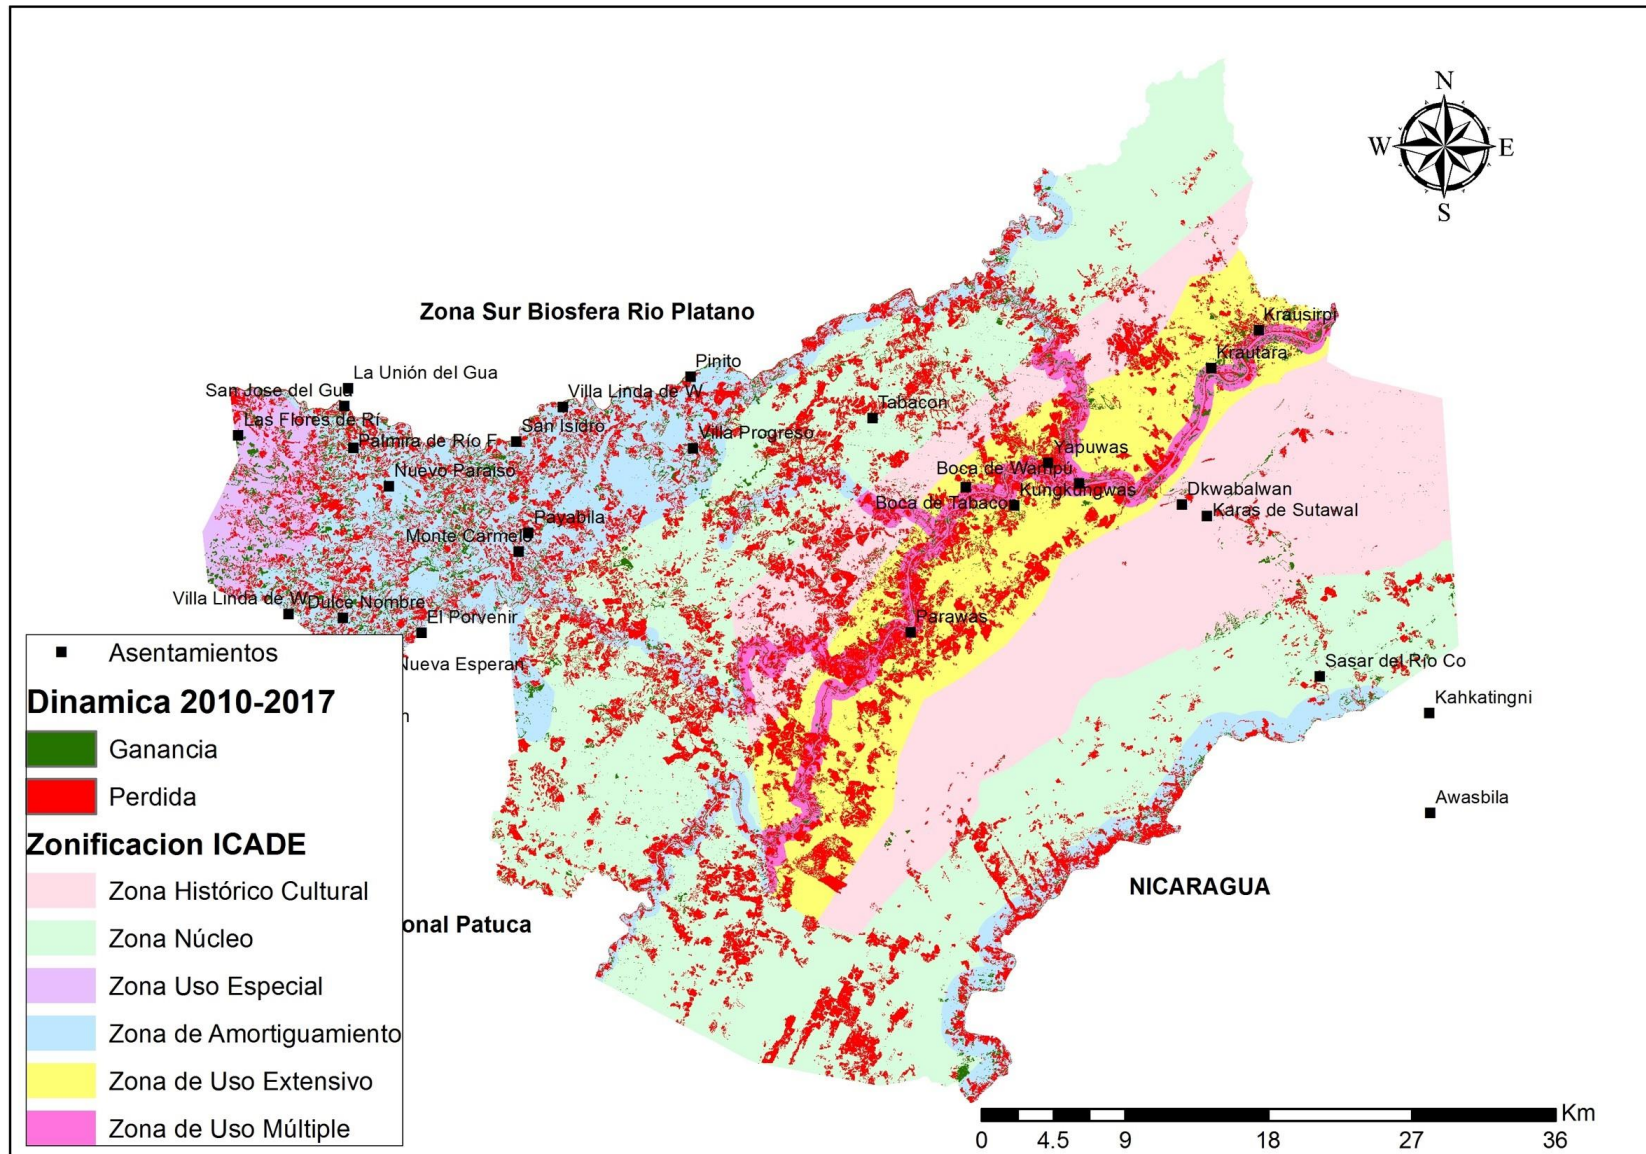 N
W E
S
Zona Sur Biosfera Rio Platano
Krausirpi
Krautara
Pinito
La Unión del Gua
San Jose del Gua
Villa Linda de W
Tabacon
Las Flores de Rí
San Isidro
Villa Progreso
Palmira de Río F
Yapuwas
Nuevo Paraiso
Boca de Wampú
Kungkungwas
Dkwabalwan
Boca de Tabaco
Karas de Sutawal
Payabila
Monte Carmelo
Villa Linda de W
Dulce Nombre
El Porvenir
Parawas
Nueva Esperan
Sasar del Río Co
Kahkatingni
Awasbila
NICARAGUA
onal Patuca
Asentamientos
Dinamica 2010-2017
Ganancia
Perdida
Zonificacion ICADE
Zona Histórico Cultural
Zona Núcleo
Zona Uso Especial
Zona de Amortiguamiento
Zona de Uso Extensivo
Zona de Uso Múltiple
Km
0 4.5 9 18 27 36